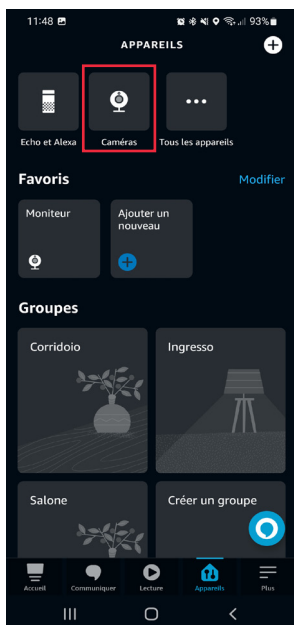 11:48 93%
APPAREILS
Echo et Alexa Caméras Tous les appareils
Favoris Modifier
Moniteur Ajouter un
nouveau
Groupes
Corridoio Ingresso
Salone Créer un groupe
Accueil Communiquer Lecture Appareils Plus